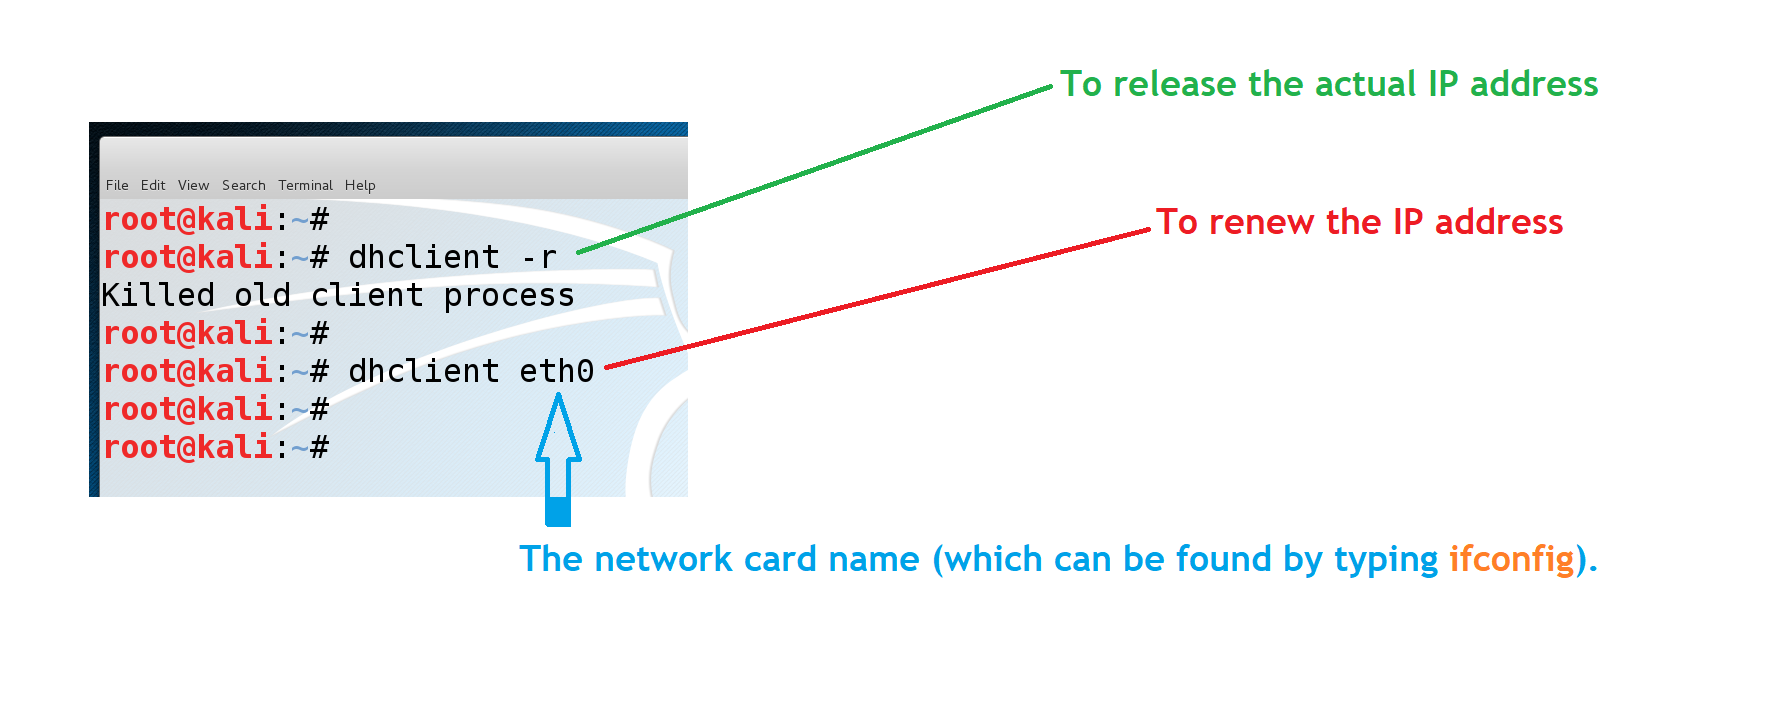 To release the actual IP address
File Edit View Search Terminal Help
root@kali:~#
root@kali:~# dhclient -r
To renew the IP address
Killed old client process
root@kali:~#
root@kali:~# dhclient eth0
root@kali:~#
root@kali:~#
The network card name (which can be found by typing ifconfig).